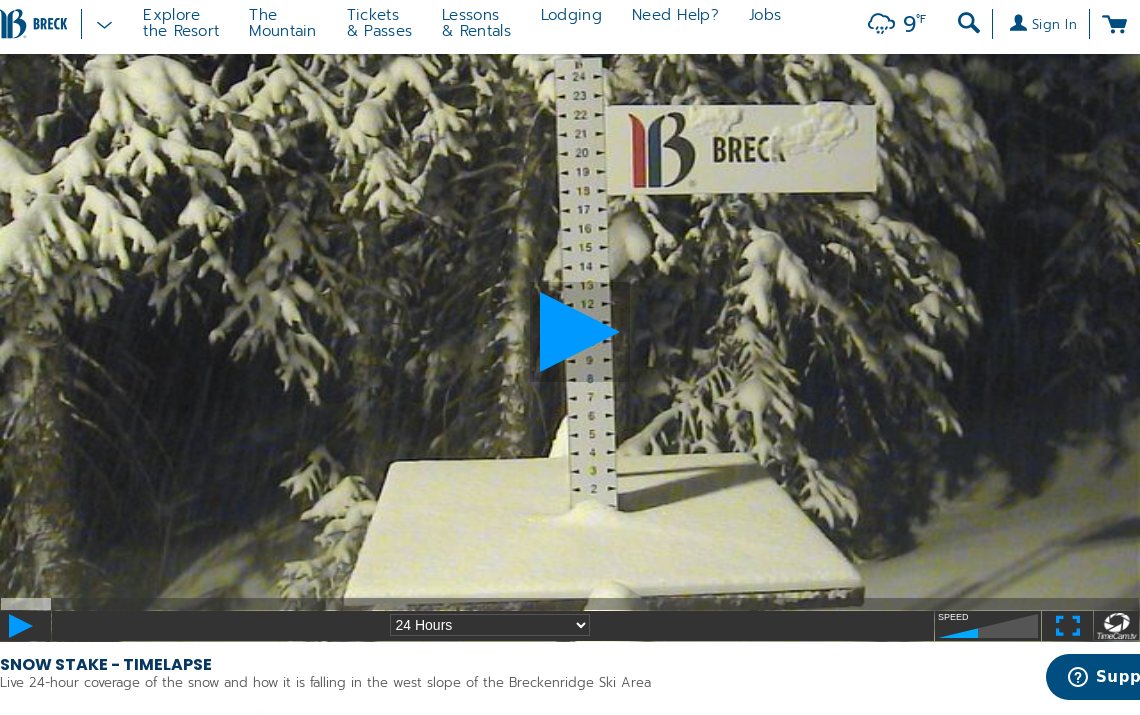 BRECK
Explore
the Resort
The
Mountain
Tickets
& Passes
Lessons
& Rentals
Lodging
Need Help?
Jobs
9°F
Sign In
24
23
22
21
20
19
18
17
16
15
14
13
12
9
8
7
6
5
4
3
2
B BRECK
24 Hours
SPEED
TimeCam.tv
SNOW STAKE - TIMELAPSE
Live 24-hour coverage of the snow and how it is falling in the west slope of the Breckenridge Ski Area
Supp